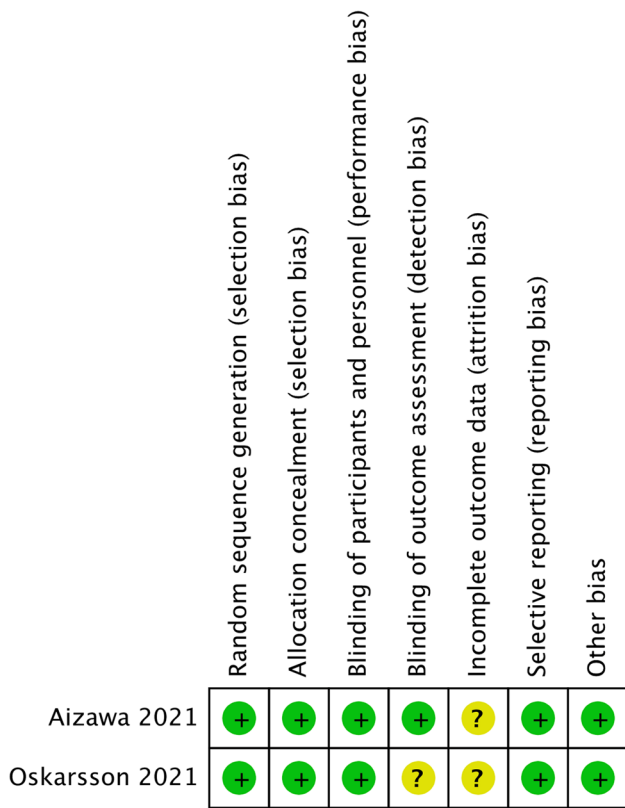 Random sequence generation (selection bias)
Allocation concealment (selection bias)
Blinding of participants and personnel (performance bias)
Blinding of outcome assessment (detection bias)
Incomplete outcome data (attrition bias)
Selective reporting (reporting bias)
Other bias
Aizawa 2021 + + + + ? + +
Oskarsson 2021 + + + ? ? + +